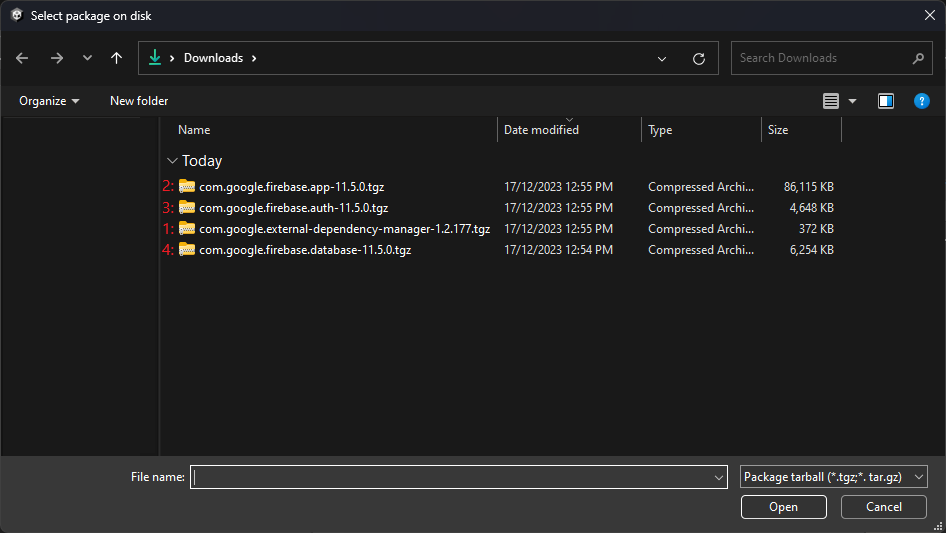 Select package on disk
Downloads
Search Downloads
Organize
New folder
?
Name Date modified Type Size
Today
2: com.google.firebase.app-11.5.0.tgz 17/12/2023 12:55 PM Compressed Archi... 86,115 KB
3: com.google.firebase.auth-11.5.0.tgz 17/12/2023 12:55 PM Compressed Archi... 4,648 KB
1: com.google.external-dependency-manager-1.2.177.tgz 17/12/2023 12:55 PM Compressed Archi... 372 KB
4: com.google.firebase.database-11.5.0.tgz 17/12/2023 12:54 PM Compressed Archi... 6,254 KB
File name:
Package tarball (*.tgz;*. tar.gz)
Open
Cancel